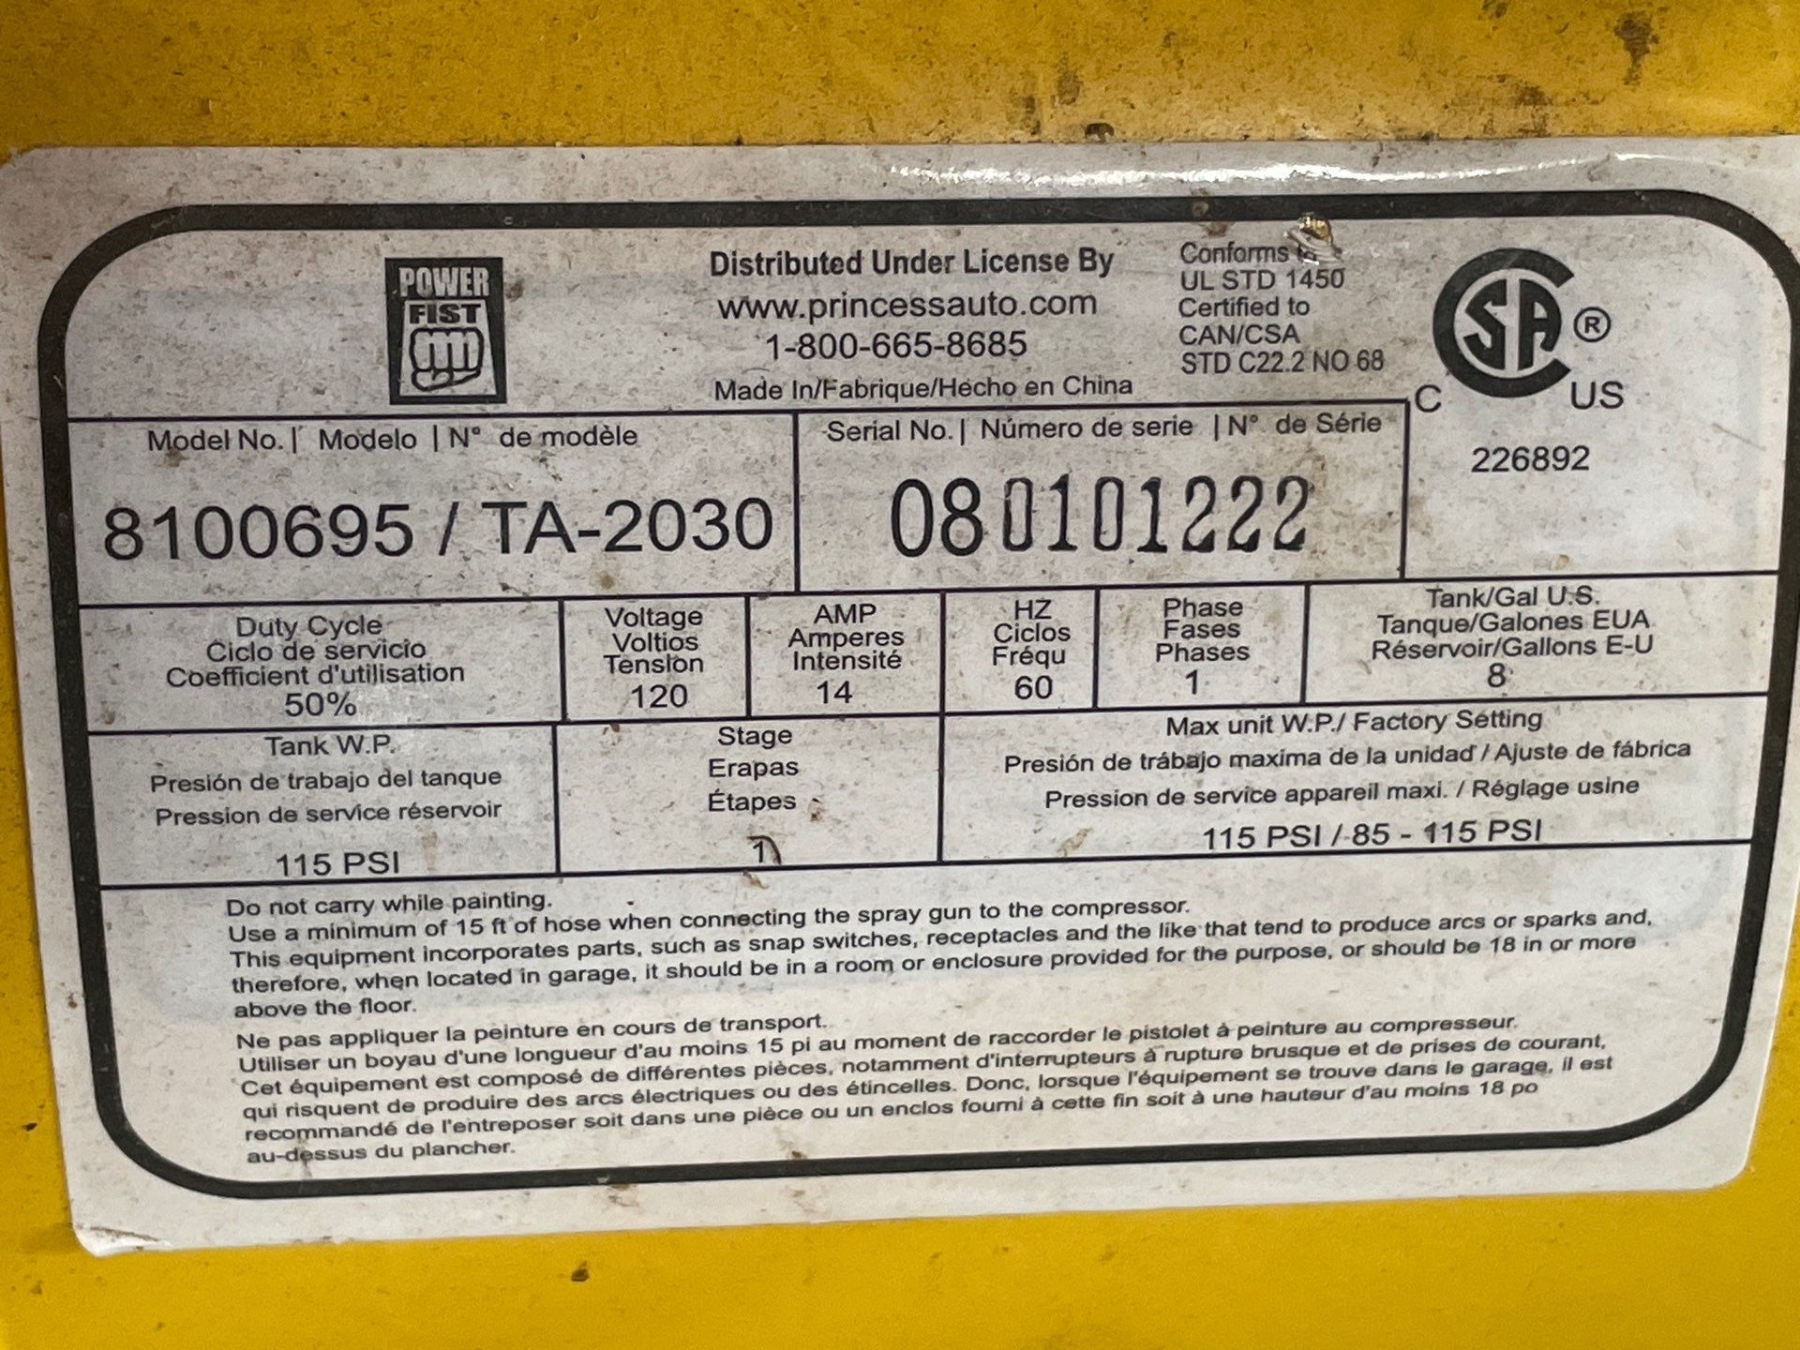 POWER
FIST
Distributed Under License By
www.princessauto.com
1-800-665-8685
Made In/Fabrique/Hecho en China
Conforms to
UL STD 1450
Certified to
CAN/CSA
STD C22.2 NO 68
SA ®
C US
226892
Model No. | Modelo | N° de modèle
8100695 / TA-2030
Serial No. | Número de serie | N° de Série
080101222
Duty Cycle
Ciclo de servicio
Coefficient d'utilisation
50%
Voltage
Voltios
Tension
120
AMP
Amperes
Intensité
14
HZ
Ciclos
Fréqu
60
Phase
Fases
Phases
1
Tank/Gal U.S.
Tanque/Galones EUA
Réservoir/Gallons E-U
8
Tank W.P.
Presión de trabajo del tanque
Pression de service réservoir
115 PSI
Stage
Erapas
Étapes
1
Max unit W.P./ Factory Setting
Presión de trábajo maxima de la unidad / Ajuste de fábrica
Pression de service appareil maxi. / Réglage usine
115 PSI / 85 - 115 PSI
Do not carry while painting.
Use a minimum of 15 ft of hose when connecting the spray gun to the compressor.
This equipment incorporates parts, such as snap switches, receptacles and the like that tend to produce arcs or sparks and,
therefore, when located in garage, it should be in a room or enclosure provided for the purpose, or should be 18 in or more
above the floor.
Ne pas appliquer la peinture en cours de transport.
Utiliser un boyau d'une longueur d'au moins 15 pi au moment de raccorder le pistolet à peinture au compresseur.
Cet équipement est composé de différentes pièces, notamment d'interrupteurs à rupture brusque et de prises de courant,
qui risquent de produire des arcs électriques ou des étincelles. Donc, lorsque l'équipement se trouve dans le garage, il est
recommandé de l'entreposer soit dans une pièce ou un enclos fourni à cette fin soit à une hauteur d'au moins 18 po
au-dessus du plancher.